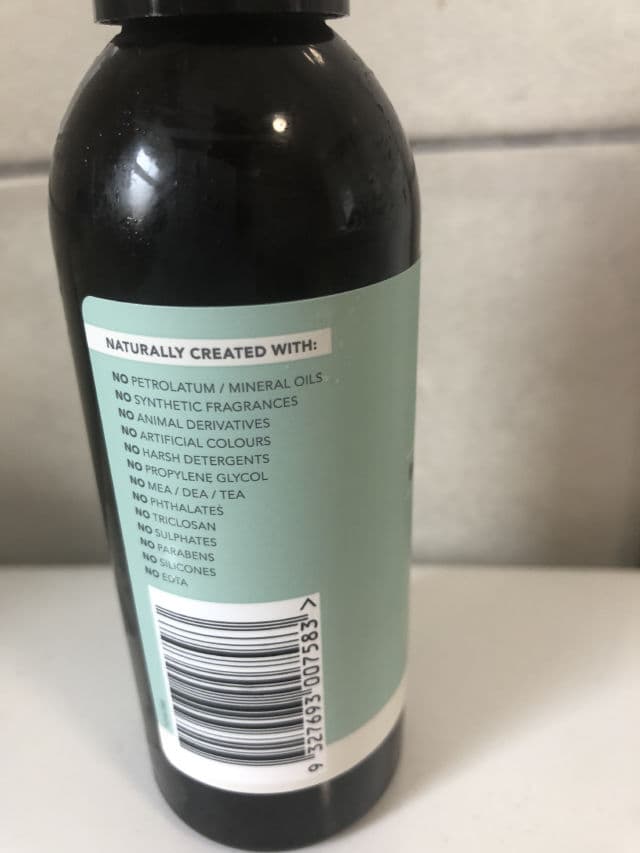 NATURALLY CREATED WITH:
NO PETROLATUM / MINERAL OILS
NO SYNTHETIC FRAGRANCES
NO ANIMAL DERIVATIVES
NO ARTIFICIAL COLOURS
NO HARSH DETERGENTS
NO PROPYLENE GLYCOL
NO MEA / DEA / TEA
NO PHTHALATES
NO TRICLOSAN
NO SULPHATES
NO PARABENS
NO SILICONES
NO EDTA
9 327693 007583 >